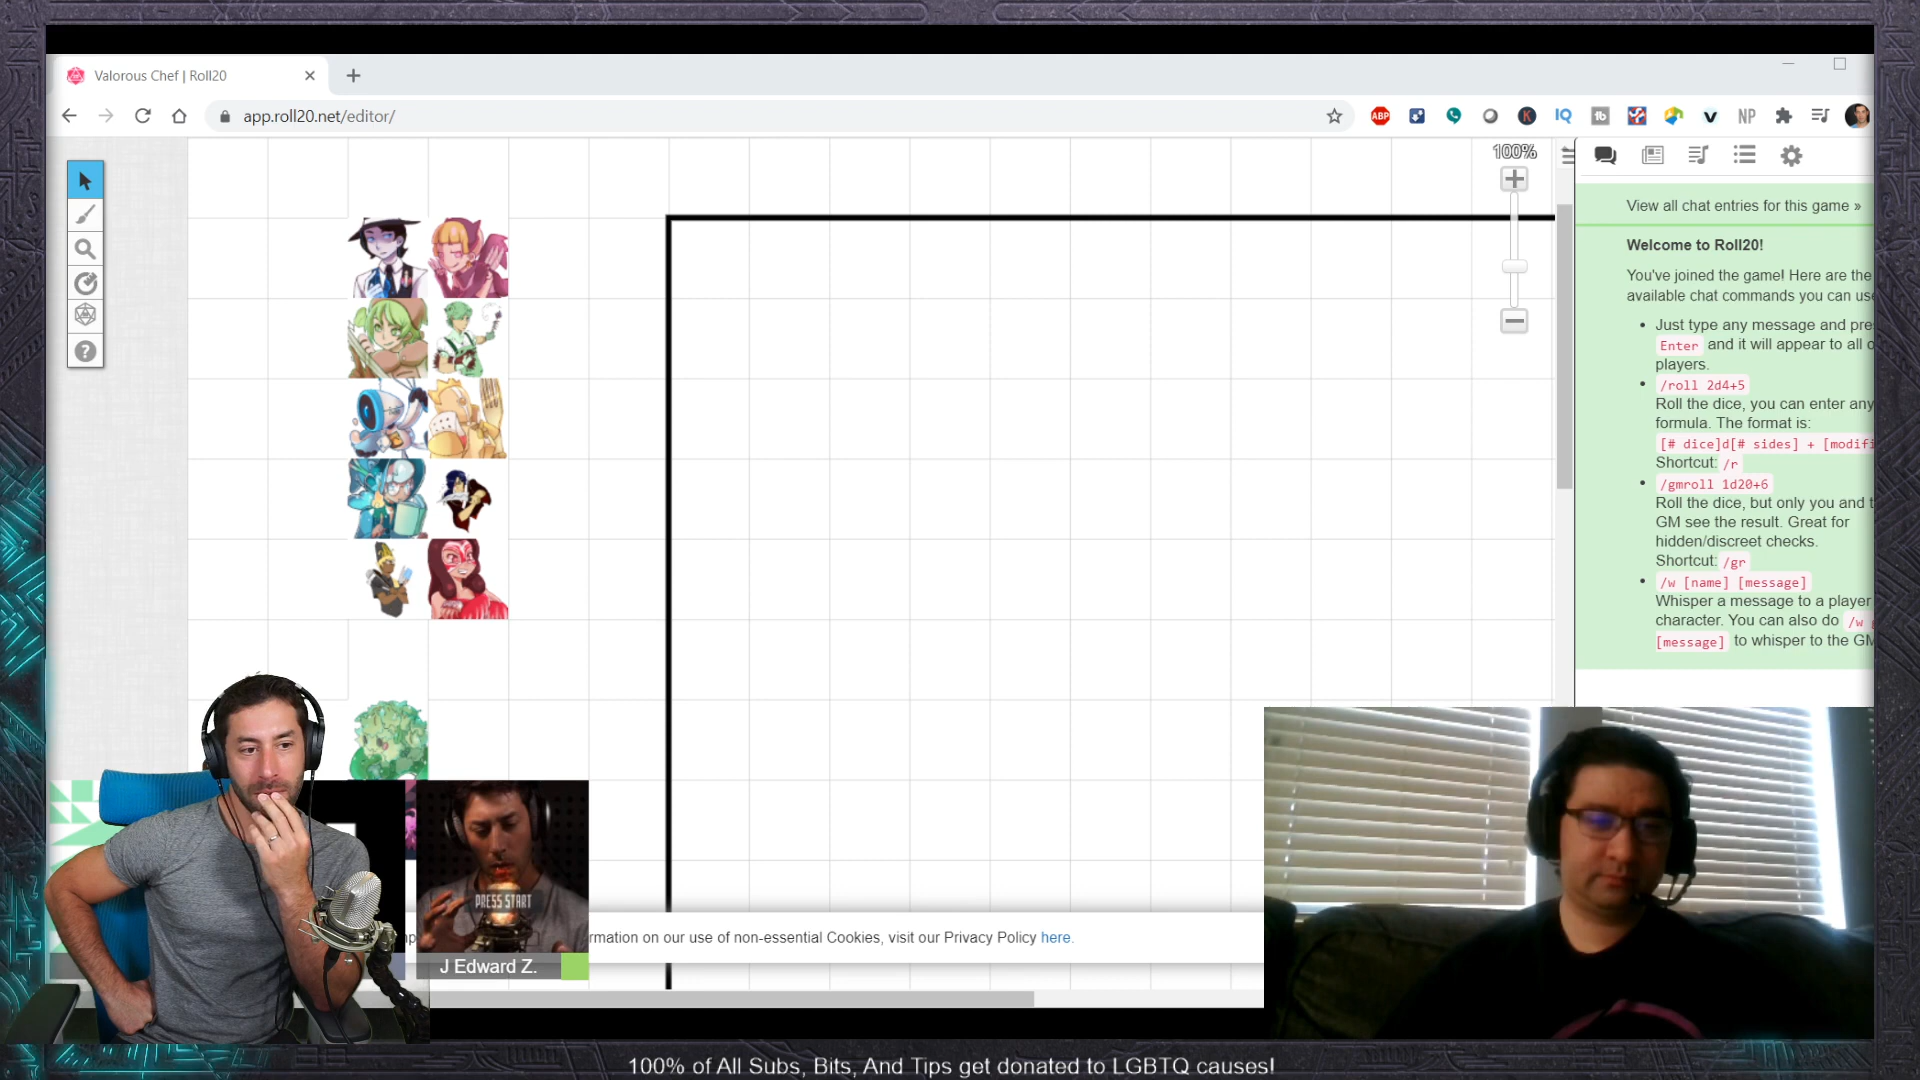 Valorous Chef | Roll20
app.roll20.net/editor/
ABP
K
IQ
tb
V
NP
100%
View all chat entries for this game »
Welcome to Roll20!
You've joined the game! Here are the
available chat commands you can use
Just type any message and pre
Enter and it will appear to all o
players.
/roll 2d4+5
Roll the dice, you can enter any
formula. The format is:
[# dice]d[# sides] + [modifi
Shortcut: /r
/gmroll 1d20+6
Roll the dice, but only you and t
GM see the result. Great for
hidden/discreet checks.
Shortcut: /gr
/w [name] [message]
Whisper a message to a player
character. You can also do /w
[message] to whisper to the GM
PRESS START
rmation on our use of non-essential Cookies, visit our Privacy Policy here.
J Edward Z.
100% of All Subs, Bits, And Tips get donated to LGBTQ causes!